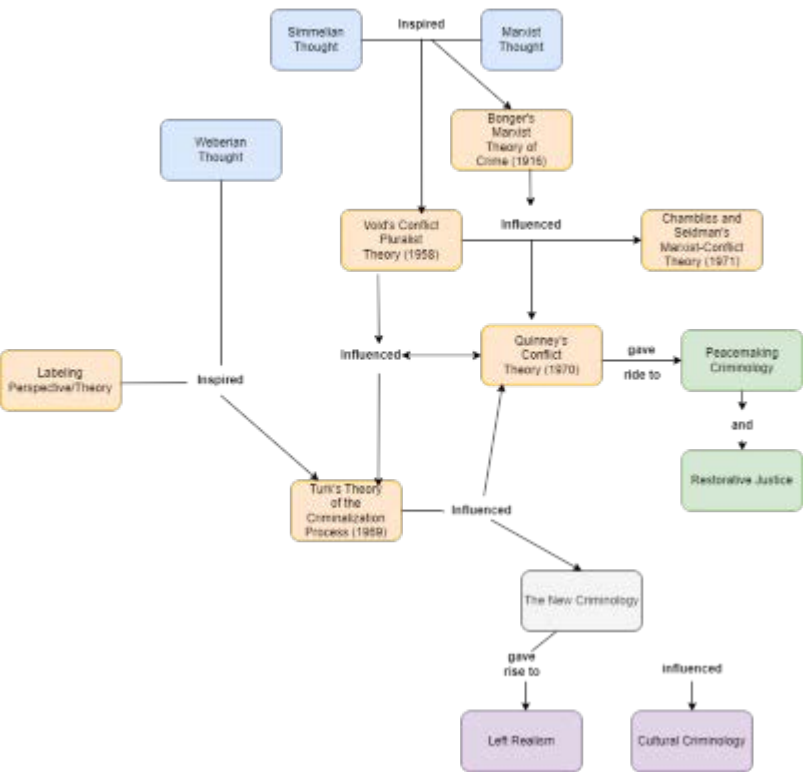 Simmelian
Thought
Inspired
Marxist
Thought
Bonger's
Marxist
Theory of
Crime (1916)
Weberian
Thought
Vold's Conflict
Pluralist
Theory (1958)
Influenced
Chambliss and
Seidman's
Marxist-Conflict
Theory (1971)
Influenced
Quinney's
Conflict
Theory (1970)
gave
ride to
Peacemaking
Criminology
Labeling
Perspective/Theory
Inspired
and
Restorative Justice
Turk's Theory
of the
Criminalization
Process (1969)
Influenced
The New Criminology
gave
rise to
influenced
Left Realism
Cultural Criminology